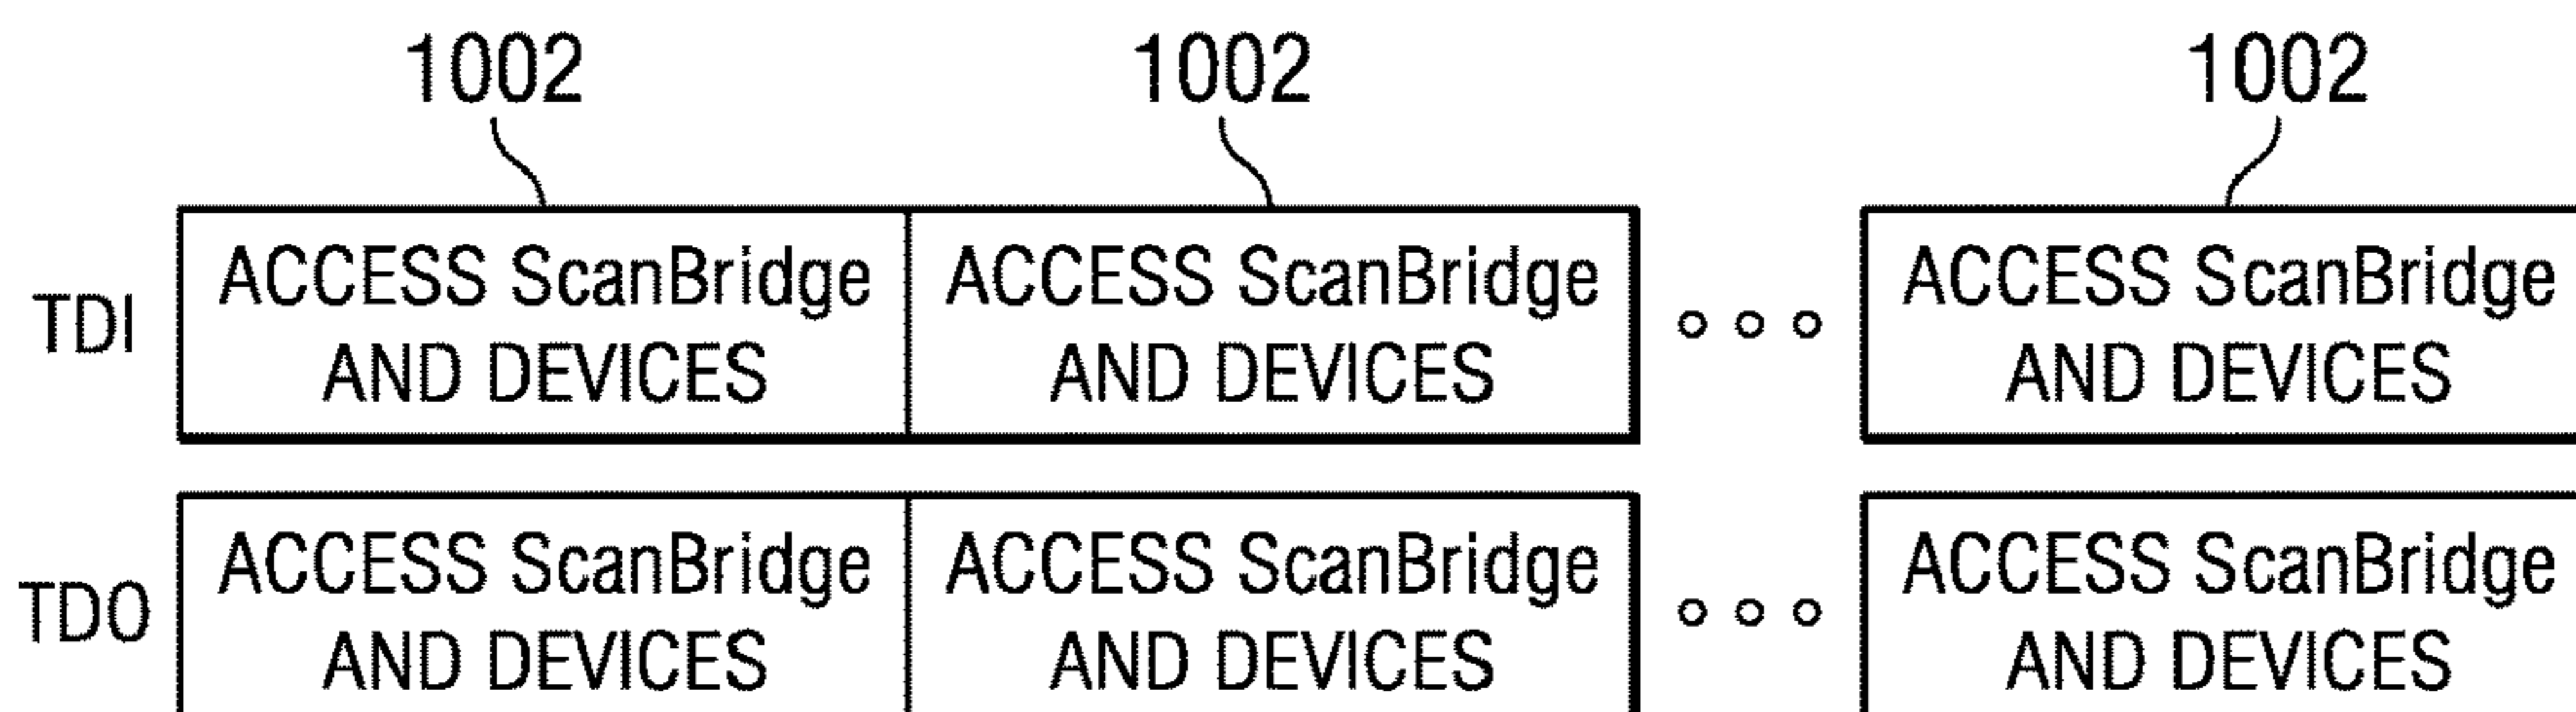 1002 1002 1002
TDI ACCESS ScanBridge AND DEVICES ACCESS ScanBridge AND DEVICES ACCESS ScanBridge AND DEVICES
TDO ACCESS ScanBridge AND DEVICES ACCESS ScanBridge AND DEVICES ACCESS ScanBridge AND DEVICES